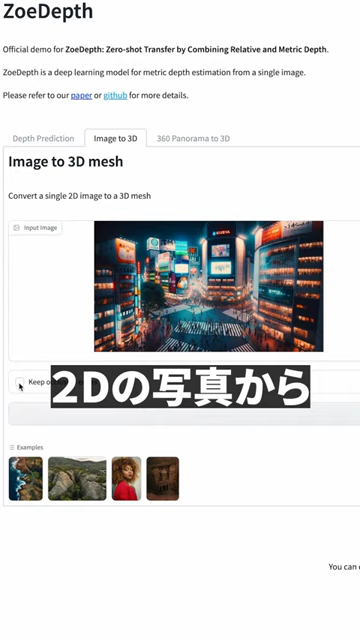 ZoeDepth
Official demo for ZoeDepth: Zero-shot Transfer by Combining Relative and Metric Depth.
ZoeDepth is a deep learning model for metric depth estimation from a single image.
Please refer to our paper or github for more details.
Depth Prediction Image to 3D 360 Panorama to 3D
Image to 3D mesh
Convert a single 2D image to a 3D mesh
Input Image
Keep
2Dの写真から
Examples
You can